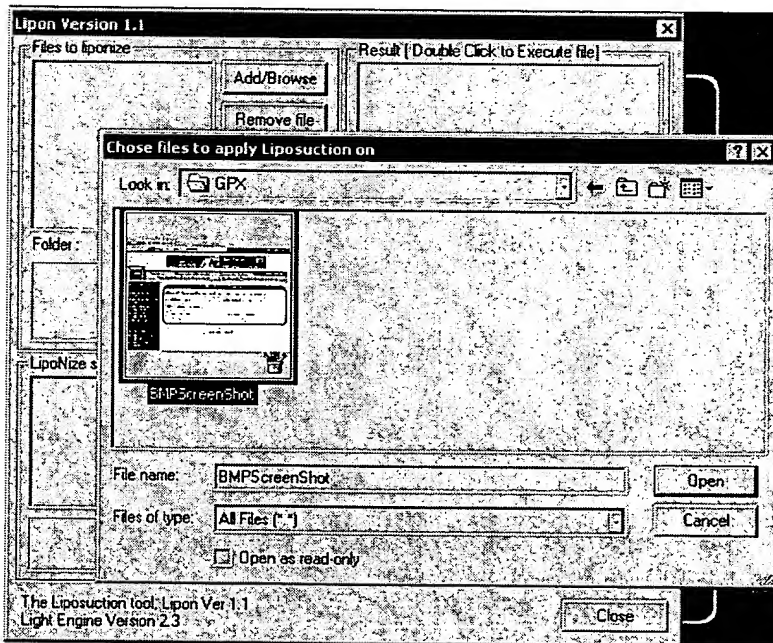 Lipon Version 1.1
Files to liponize
Result ( Double Click to Execute file)
Add/Browse
Remove file
Chose files to apply Liposuction on
Look in: GPX
BMPScreenShot
Folder :
LipoNize s
File name: BMPScreenShot
Open
Files of type: All Files (*.*)
Cancel
Open as read-only
The Liposuction tool, Lipon Ver 1.1
Light Engine Version 2.3
Close